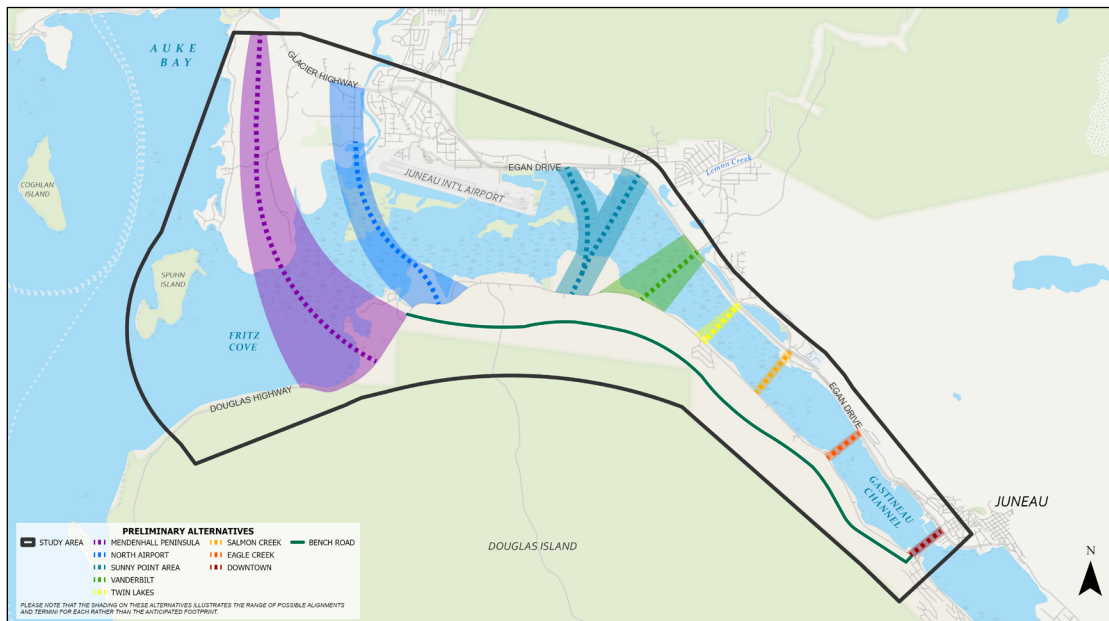 AUKE
BAY
GLACIER HIGHWAY
EGAN DRIVE
JUNEAU INT'L AIRPORT
Lemon Creek
COGHLAN
ISLAND
SPUHN
ISLAND
FRITZ
COVE
DOUGLAS HIGHWAY
EGAN DRIVE
GASTINEAU
CHANNEL
JUNEAU
DOUGLAS ISLAND
N
PRELIMINARY ALTERNATIVES
STUDY AREA
MENDENHALL PENINSULA
NORTH AIRPORT
SUNNY POINT AREA
VANDERBILT
TWIN LAKES
SALMON CREEK
EAGLE CREEK
DOWNTOWN
BENCH ROAD
PLEASE NOTE THAT THE SHADING ON THESE ALTERNATIVES ILLUSTRATES THE RANGE OF POSSIBLE ALIGNMENTS
AND TERMINI FOR EACH RATHER THAN THE ANTICIPATED FOOTPRINT.